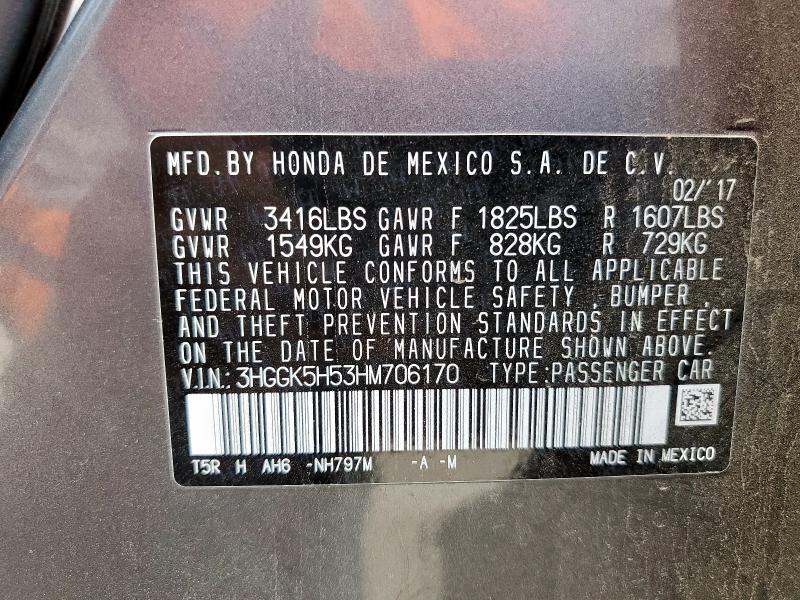 MFD.BY HONDA DE MEXICO S.A. DE C.V.
02/'17
GVWR 3416LBS GAWR F 1825LBS R 1607LBS
GVWR 1549KG GAWR F 828KG R 729KG
THIS VEHICLE CONFORMS TO ALL APPLICABLE
FEDERAL MOTOR VEHICLE SAFETY , BUMPER ,
AND THEFT PREVENTION STANDARDS IN EFFECT
ON THE DATE OF MANUFACTURE SHOWN ABOVE.
V.I.N.: 3HGGK5H53HM706170 TYPE:PASSENGER CAR
T5R H AH6 -NH797M -A -M MADE IN MEXICO